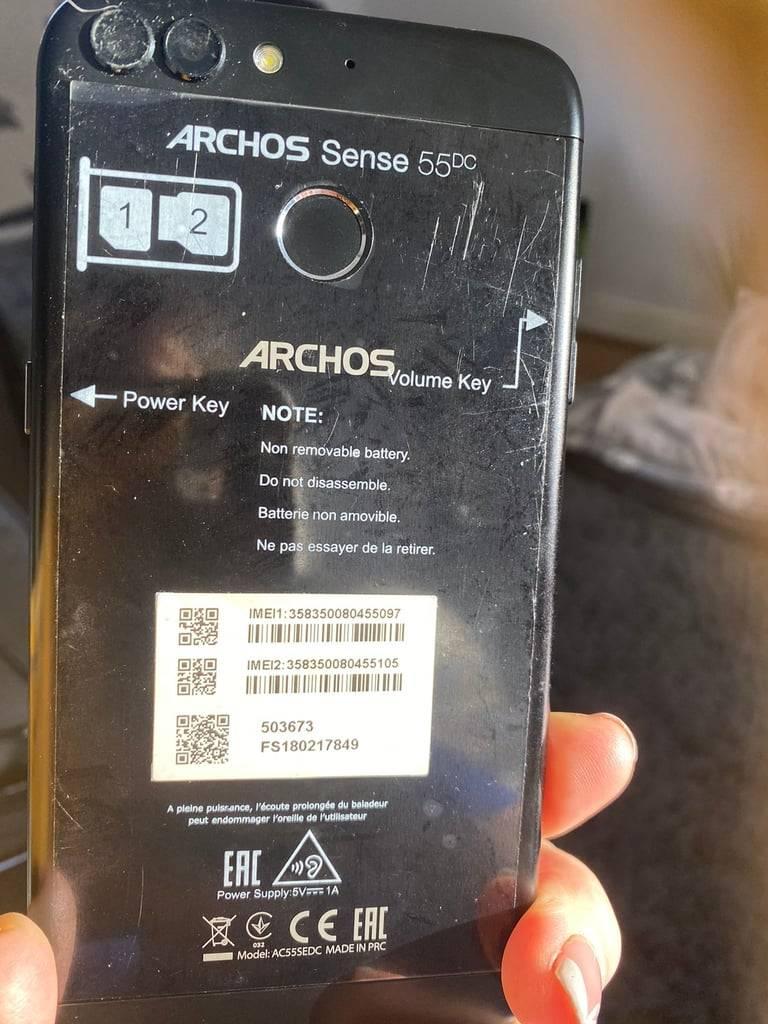 ARCHOS Sense 55DC
1 2
ARCHOS
Volume Key
Power Key
NOTE:
Non removable battery.
Do not disassemble.
Batterie non amovible.
Ne pas essayer de la retirer.
IMEI1:358350080455097
IMEI2:358350080455105
503673
FS180217849
A pleine puissance, l'écoute prolongée du baladeur
peut endommager l'oreille de l'utilisateur
EAC
Power Supply:5V⎓1A
032
CE EAC
Model: AC55SEDC MADE IN PRC